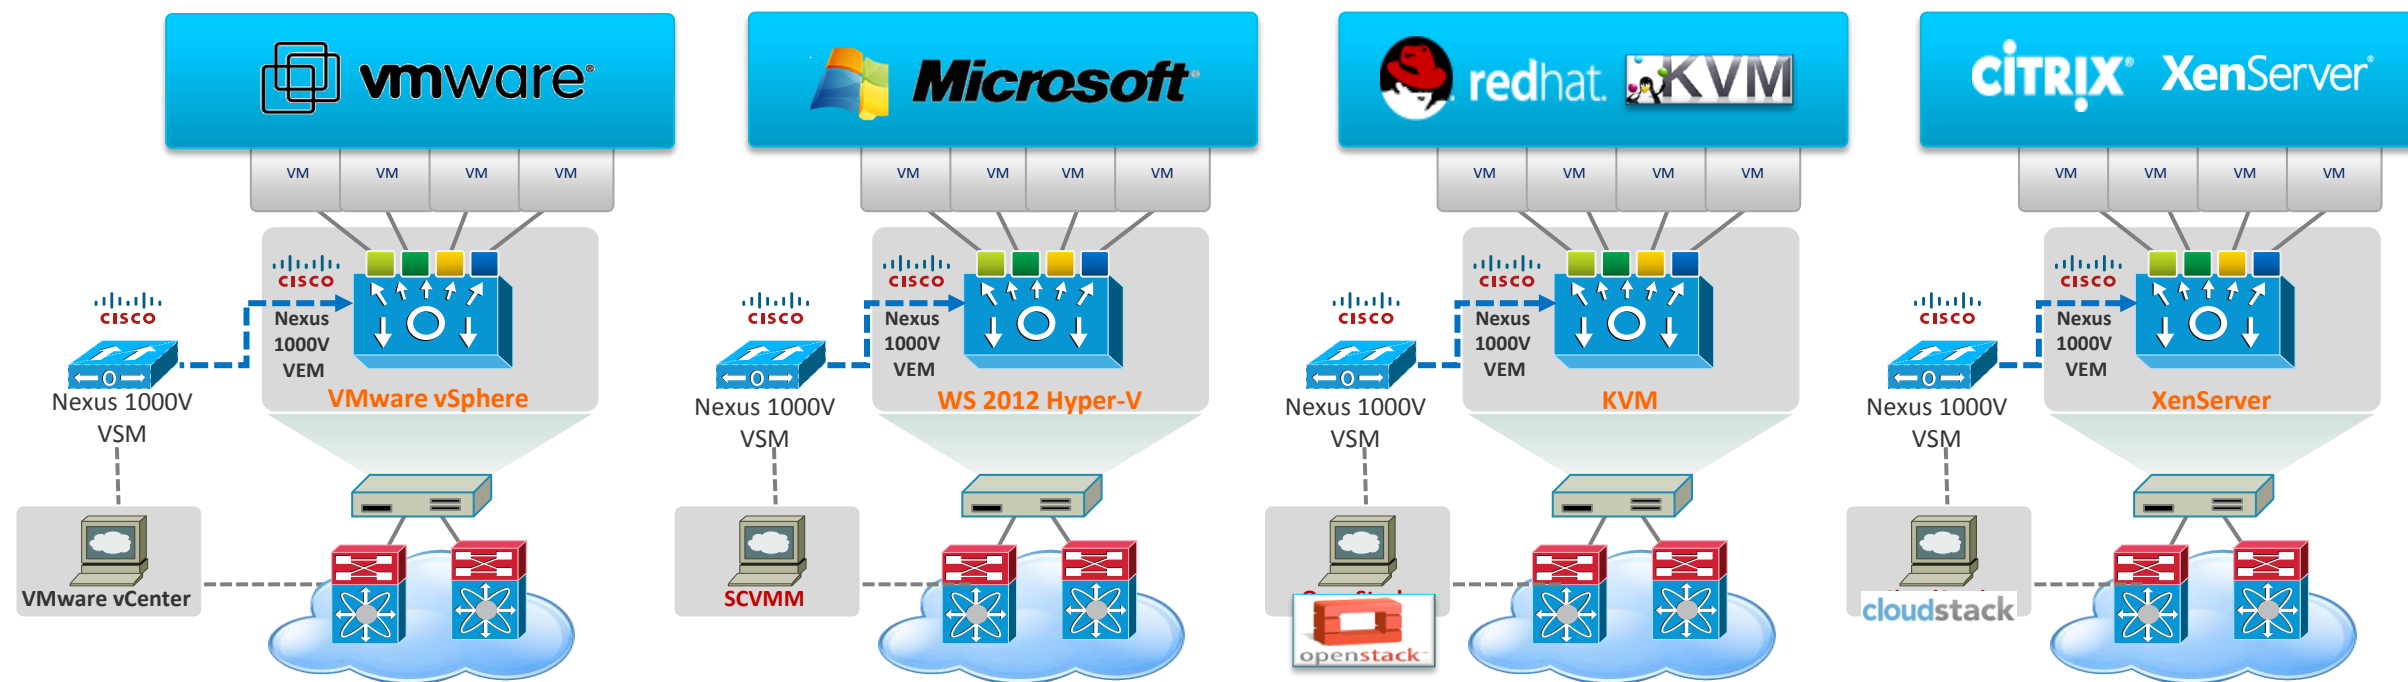 vmware®
VM VM VM VM
CISCO
CISCO
Nexus
1000V
VEM
VMware vSphere
Nexus 1000V
VSM
VMware vCenter
Microsoft®
VM VM VM VM
CISCO
CISCO
Nexus
1000V
VEM
WS 2012 Hyper-V
Nexus 1000V
VSM
SCVMM
redhat. KVM
VM VM VM VM
CISCO
CISCO
Nexus
1000V
VEM
KVM
Nexus 1000V
VSM
openstack™
CITRIX® XenServer®
VM VM VM VM
CISCO
CISCO
Nexus
1000V
VEM
XenServer
Nexus 1000V
VSM
cloudstack